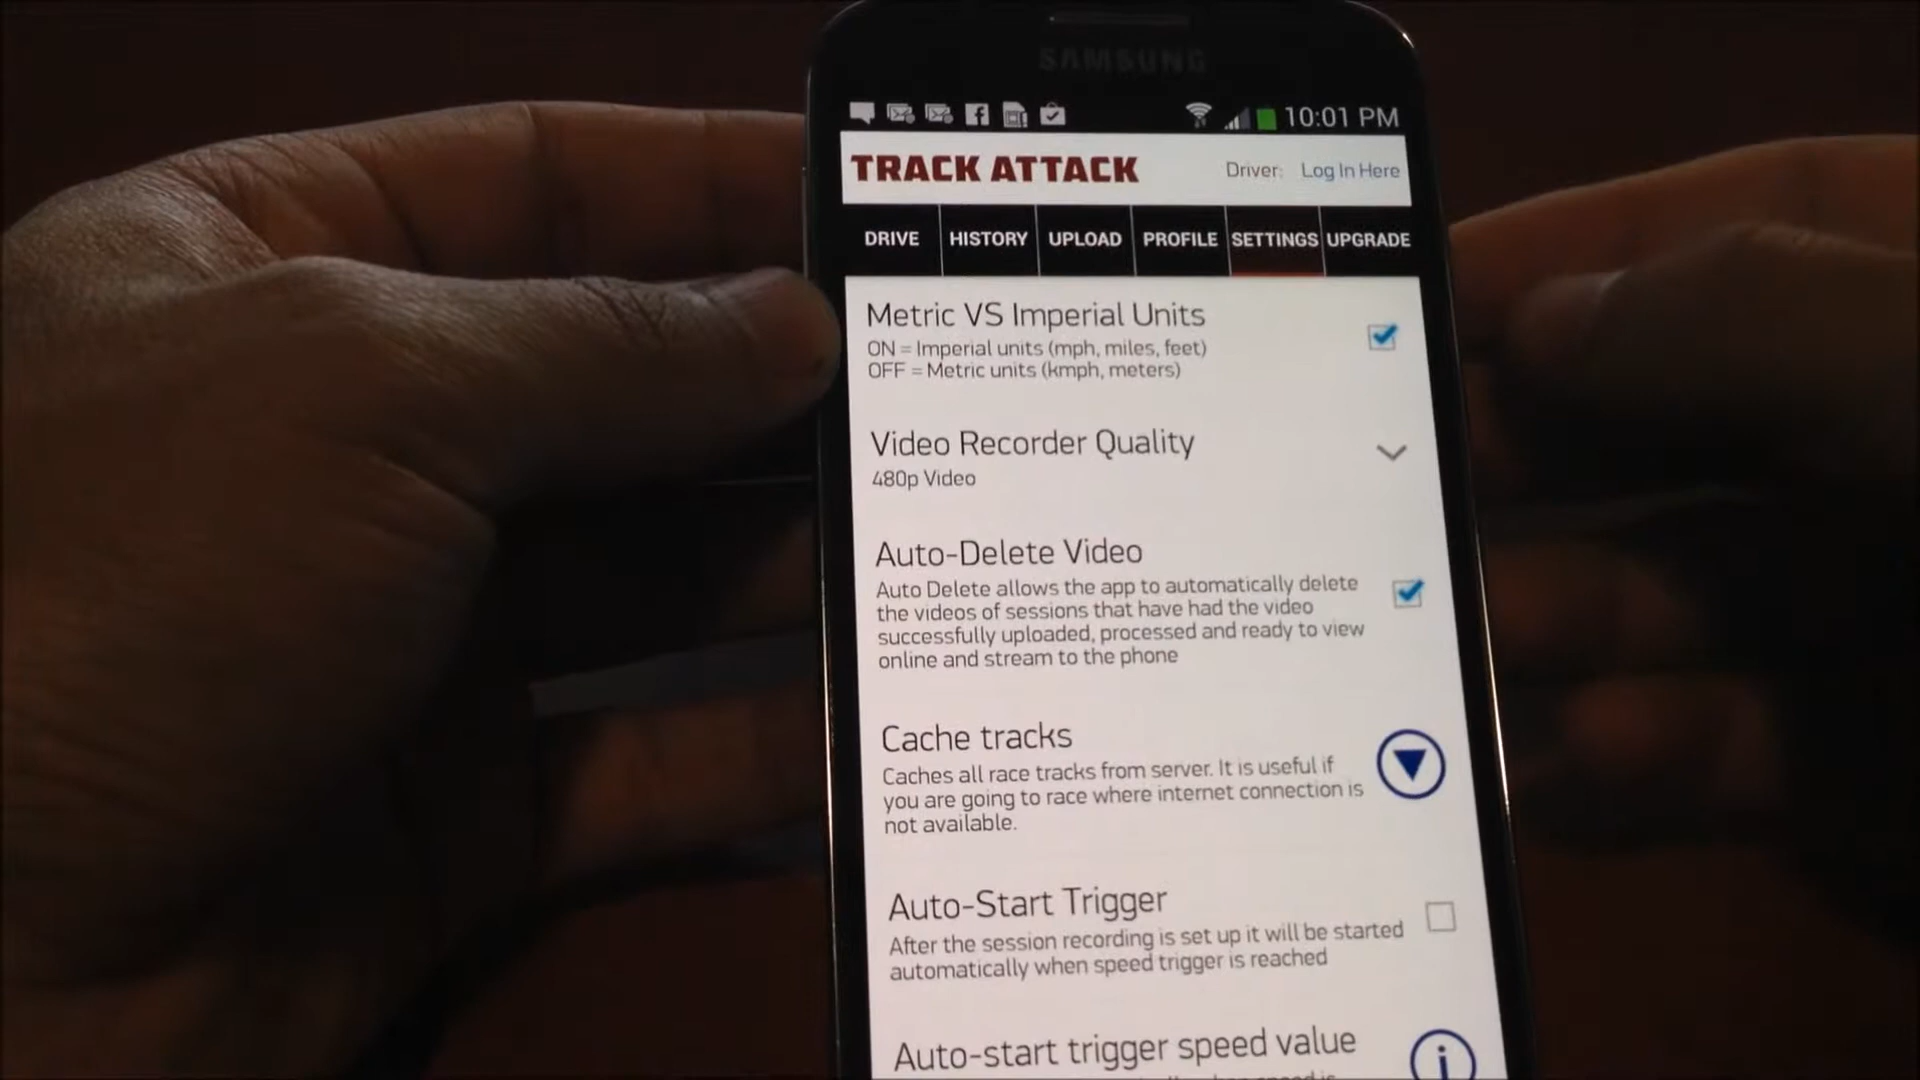 SAMSUNG
10:01 PM
TRACK ATTACK
Driver: Log In Here
DRIVE HISTORY UPLOAD PROFILE SETTINGS UPGRADE
Metric VS Imperial Units
ON = Imperial units (mph, miles, feet)
OFF = Metric units (kmph, meters)
Video Recorder Quality
480p Video
Auto-Delete Video
Auto Delete allows the app to automatically delete
the videos of sessions that have had the video
successfully uploaded, processed and ready to view
online and stream to the phone
Cache tracks
Caches all race tracks from server. It is useful if
you are going to race where internet connection is
not available.
Auto-Start Trigger
After the session recording is set up it will be started
automatically when speed trigger is reached
Auto-start trigger speed value